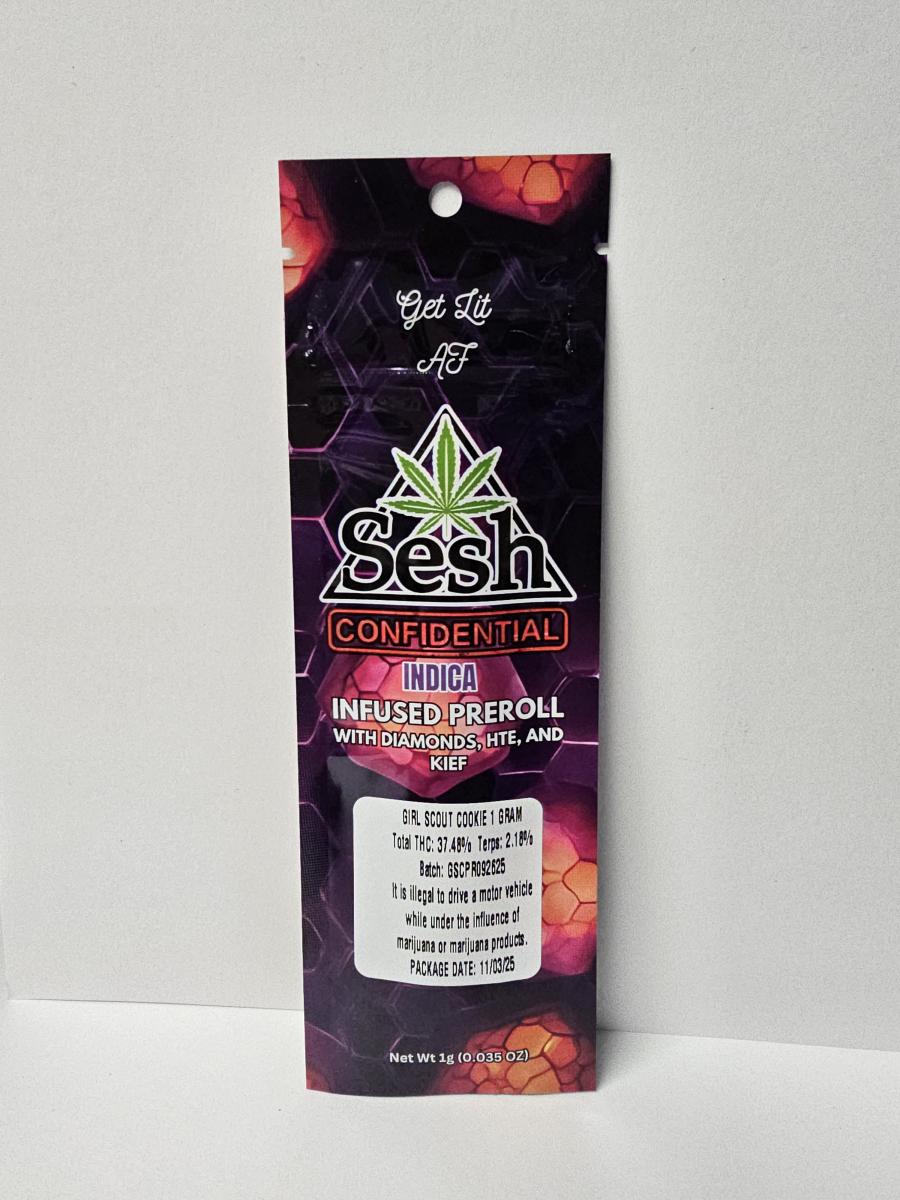 Get Lit
AF
Sesh
CONFIDENTIAL
INDICA
INFUSED PREROLL
WITH DIAMONDS, HTE, AND
KIEF
GIRL SCOUT COOKIE 1 GRAM
Total THC: 37.48% Terps: 2.18%
Batch: GSCPR092625
It is illegal to drive a motor vehicle
while under the influence of
marijuana or marijuana products.
PACKAGE DATE: 11/03/25
Net Wt 1g (0.035 OZ)